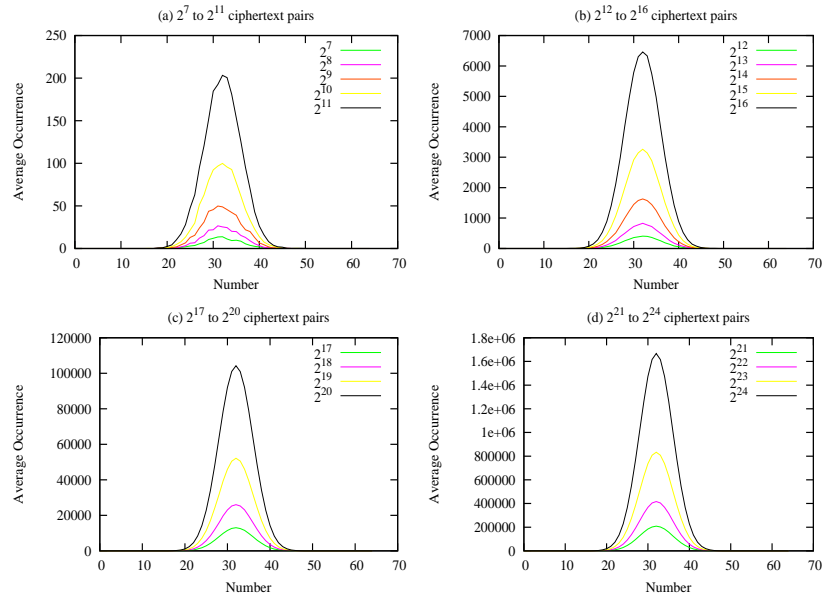 (a) 2^7 to 2^11 ciphertext pairs
250
200
150
100
50
0
0 10 20 30 40 50 60 70
Average Occurrence
Number
2^7
2^8
2^9
2^10
2^11
(b) 2^12 to 2^16 ciphertext pairs
7000
6000
5000
4000
3000
2000
1000
0
0 10 20 30 40 50 60 70
Average Occurrence
Number
2^12
2^13
2^14
2^15
2^16
(c) 2^17 to 2^20 ciphertext pairs
120000
100000
80000
60000
40000
20000
0
0 10 20 30 40 50 60 70
Average Occurrence
Number
2^17
2^18
2^19
2^20
(d) 2^21 to 2^24 ciphertext pairs
1.8e+06
1.6e+06
1.4e+06
1.2e+06
1e+06
800000
600000
400000
200000
0
0 10 20 30 40 50 60 70
Average Occurrence
Number
2^21
2^22
2^23
2^24